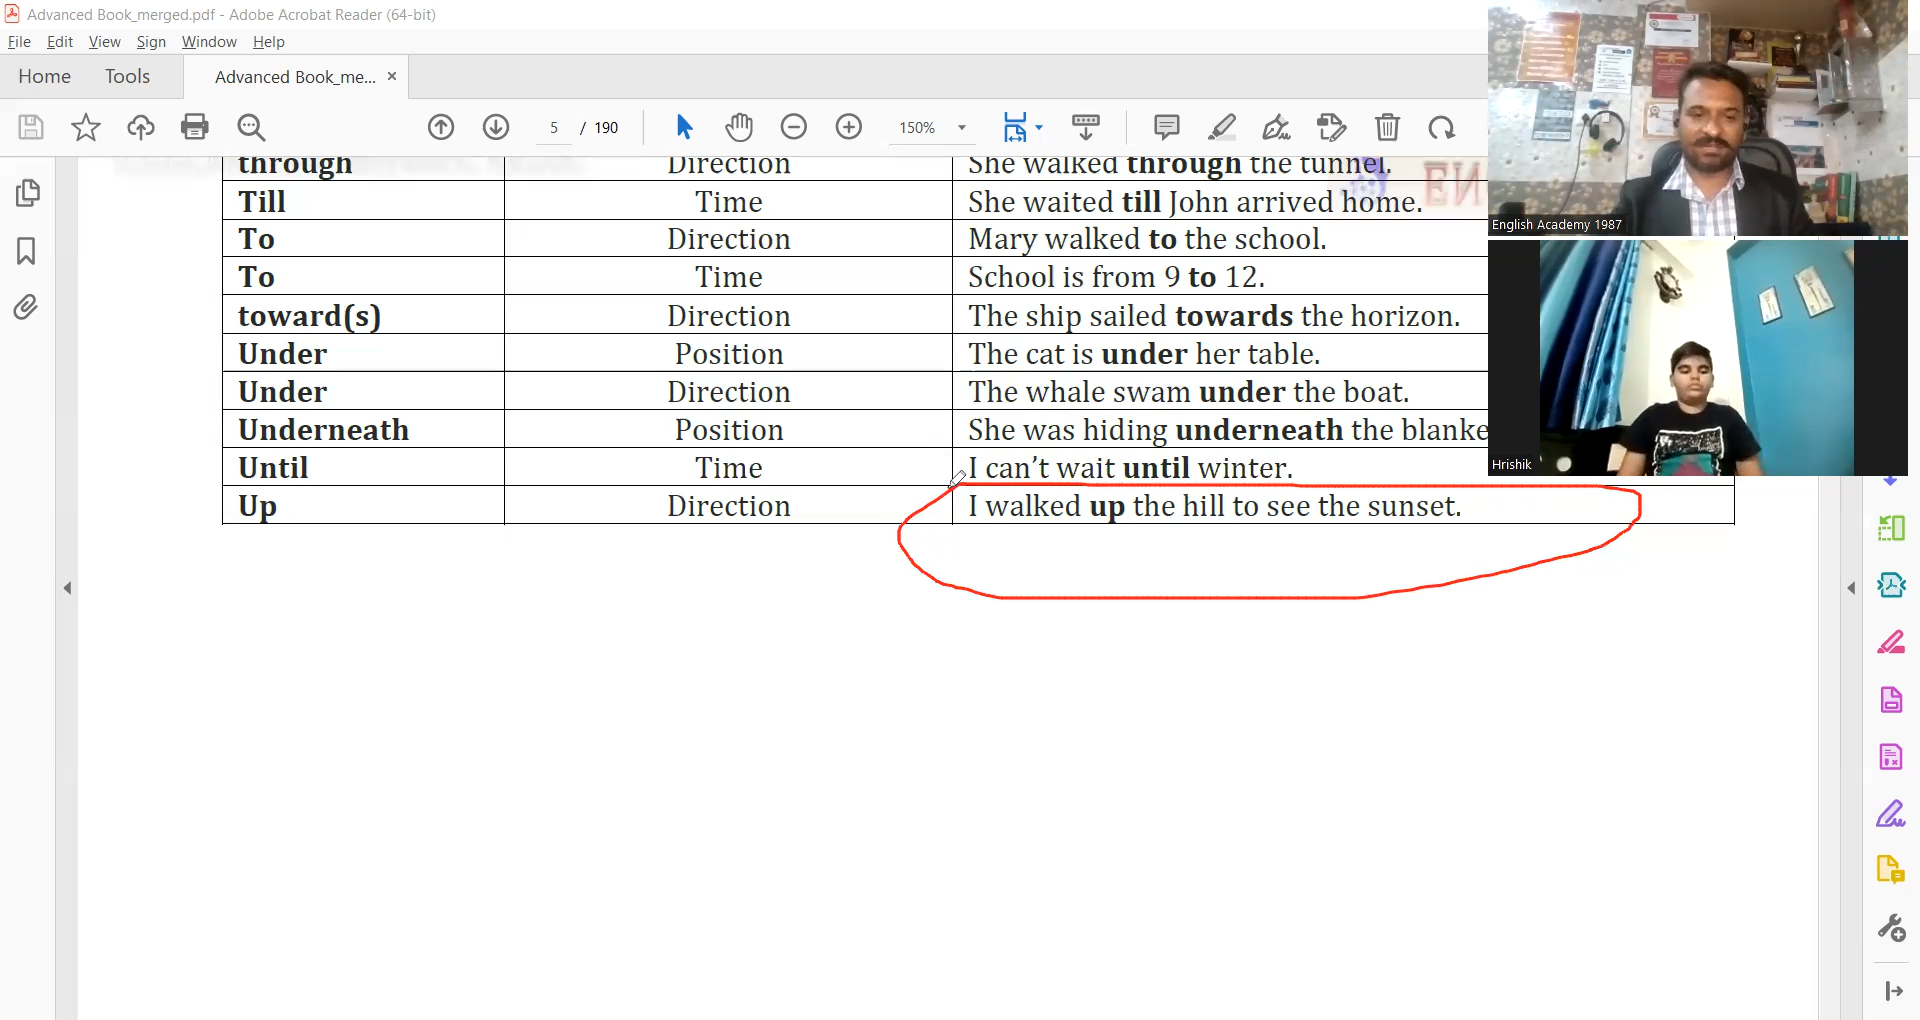 Advanced Book_merged.pdf - Adobe Acrobat Reader (64-bit)
File Edit View Sign Window Help
Home Tools Advanced Book_me... ×
5 / 190 150%
through Direction She walked through the tunnel.
Till Time She waited till John arrived home.
To Direction Mary walked to the school.
To Time School is from 9 to 12.
toward(s) Direction The ship sailed towards the horizon.
Under Position The cat is under her table.
Under Direction The whale swam under the boat.
Underneath Position She was hiding underneath the blanke
Until Time I can't wait until winter.
Up Direction I walked up the hill to see the sunset.
EN
English Academy 1987
Hrishik